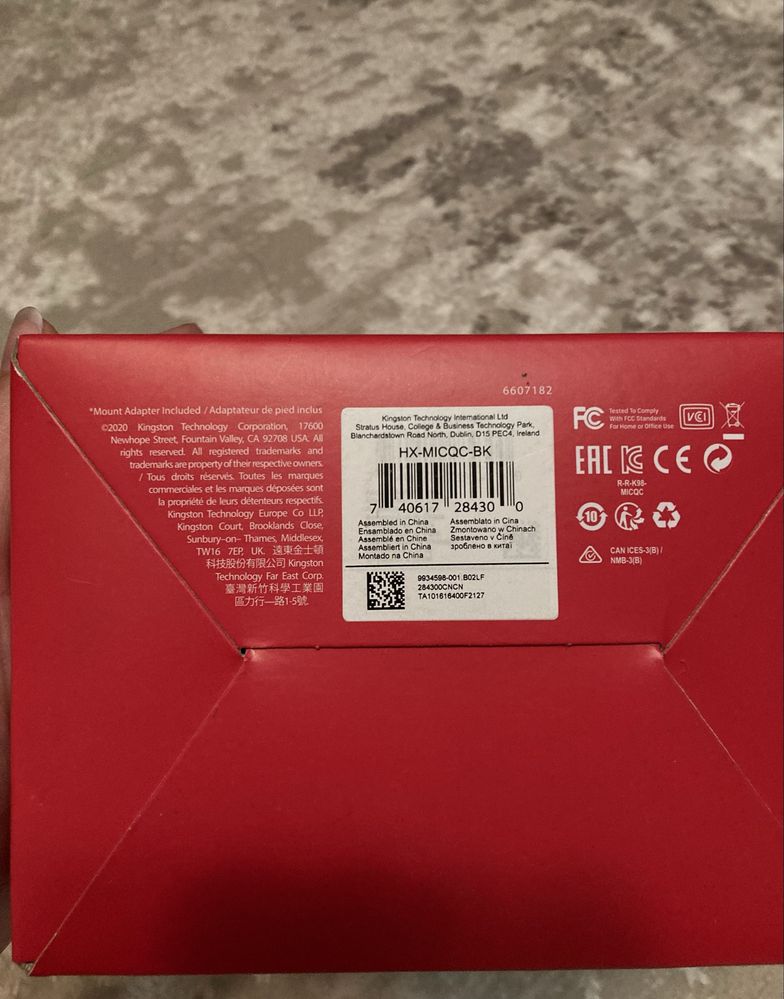 6607182
*Mount Adapter Included / Adaptateur de pied inclus
©2020 Kingston Technology Corporation, 17600
Newhope Street, Fountain Valley, CA 92708 USA. All
rights reserved. All registered trademarks and
trademarks are property of their respective owners.
/ Tous droits réservés. Toutes les marques
commerciales et les marques déposées sont
la propriété de leurs détenteurs respectifs.
Kingston Technology Europe Co LLP,
Kingston Court, Brooklands Close,
Sunbury-on- Thames, Middlesex,
TW16 7EP, UK. 遠東金士頓
科技股份有限公司 Kingston
Technology Far East Corp.
臺灣新竹科學工業園
區力行一路1-5號.
Kingston Technology International Ltd
Stratus House, College & Business Technology Park,
Blanchardstown Road North, Dublin, D15 PEC4, Ireland
HX-MICQC-BK
7 40617 28430 0
Assembled in China
Ensamblado en China
Assemblé en Chine
Assembliert in China
Montado na China
Assemblato in Cina
Zmontowano w Chinach
Sestaveno v Číně
зроблено в китаї
9934598-001.B02LF
284300CNCN
TA101616400F2127
FC
Tested To Comply
With FCC Standards
For Home or Office Use
VCI
EAC
CE
R-R-K98-
MICQC
10
CAN ICES-3(B) /
NMB-3(B)